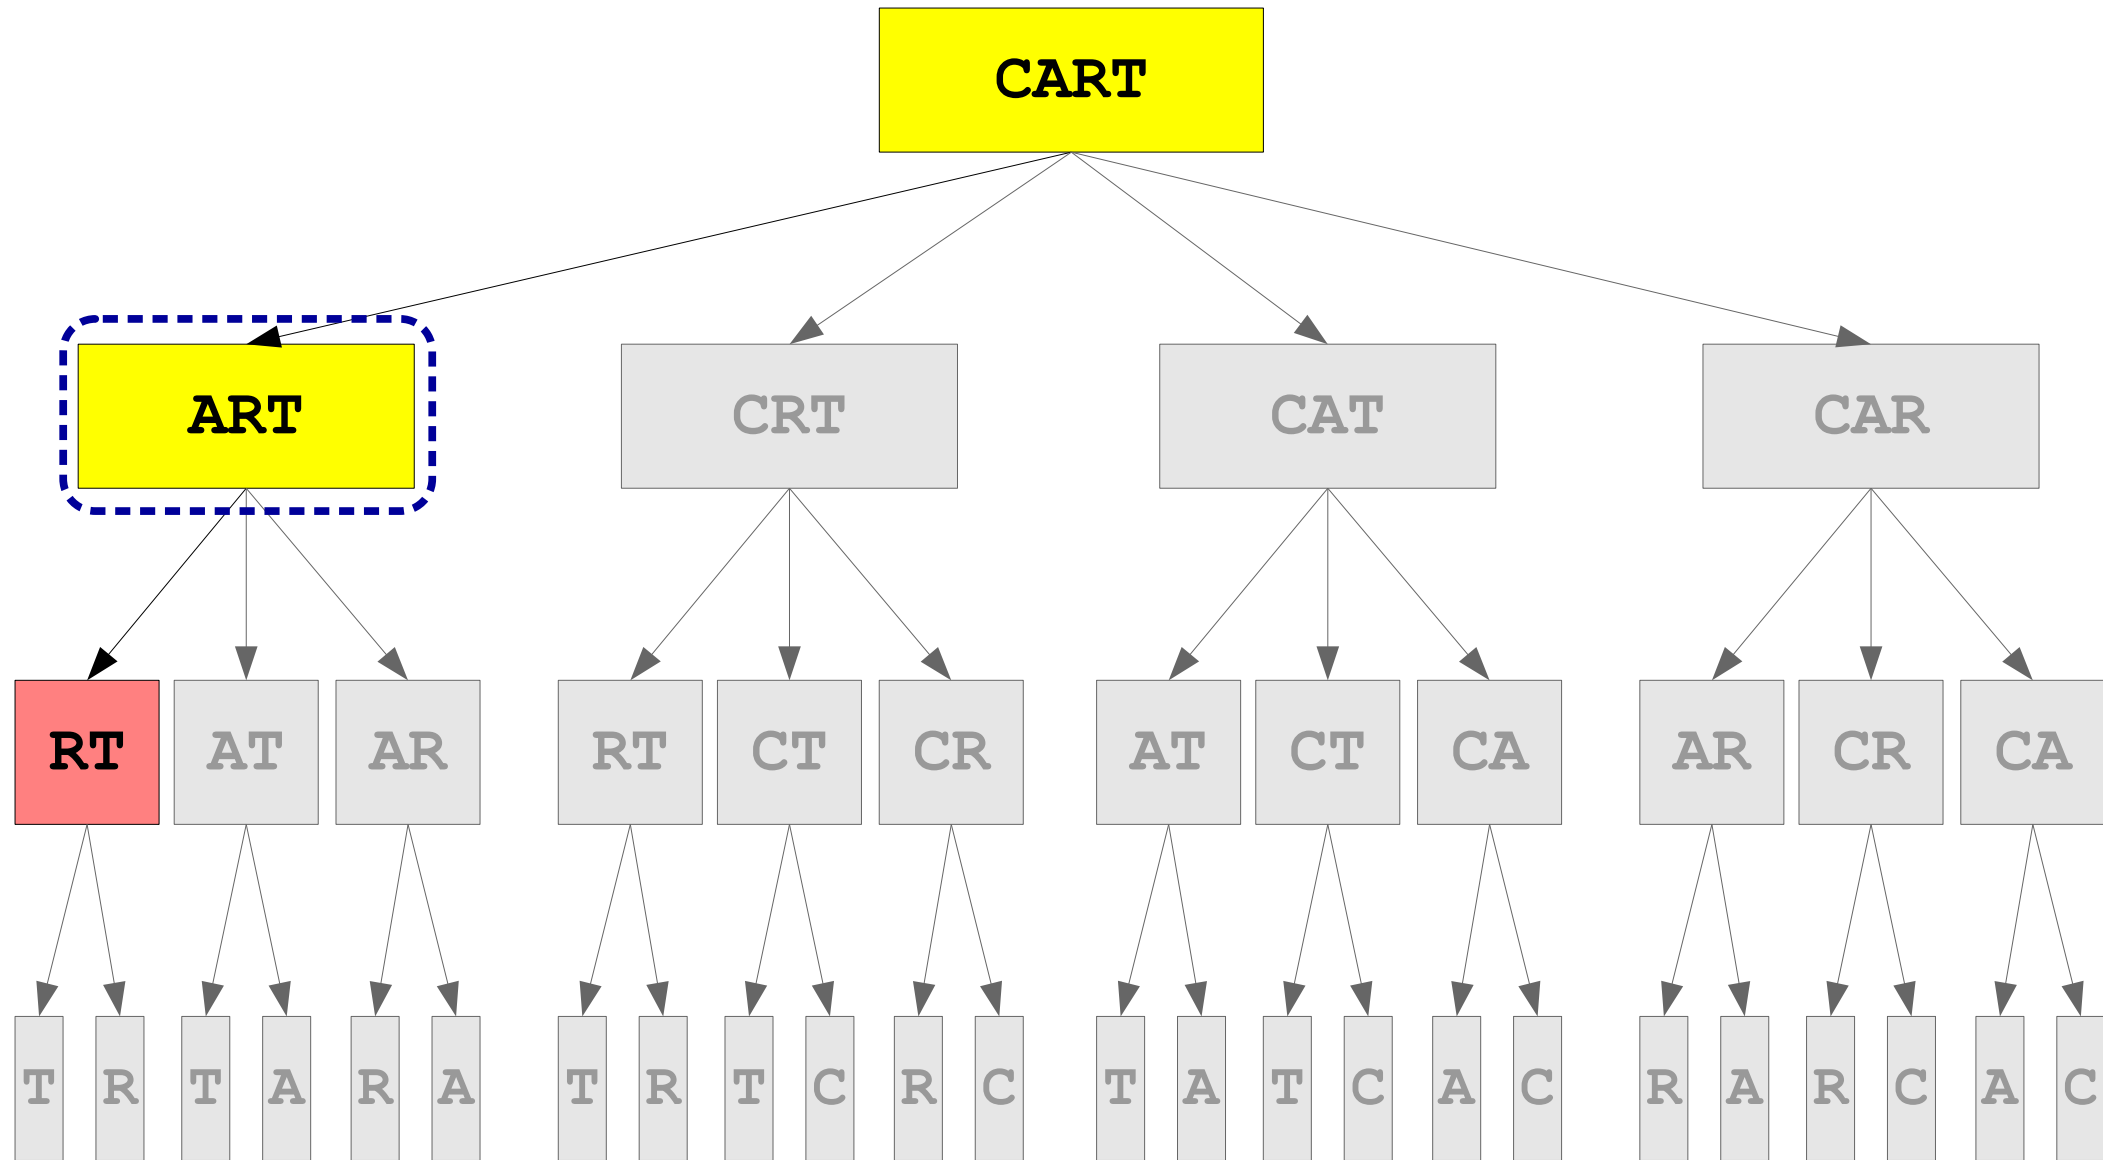 CART
ART CRT CAT CAR
RT AT AR RT CT CR AT CT CA AR CR CA
T R T A R A T R T C R C T A T C A C R A R C A C